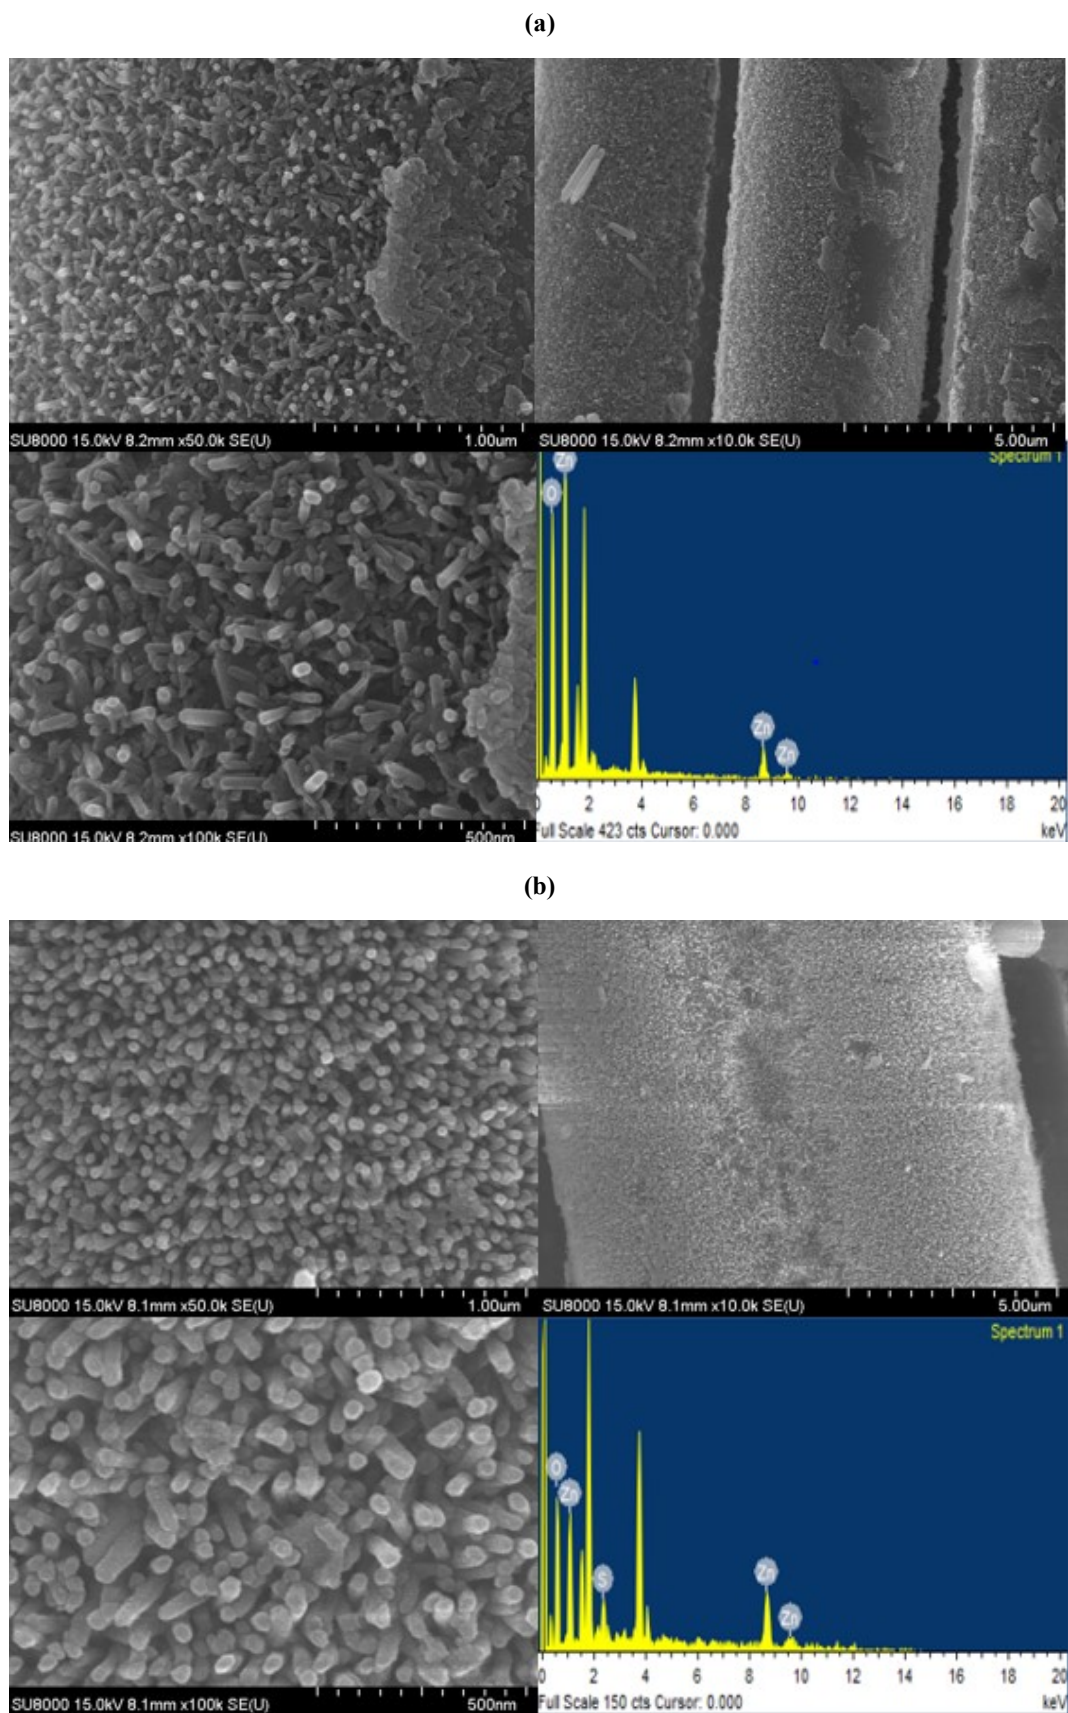 (a)
SU8000 15.0kV 8.2mm x50.0k SE(U) 1.00um
SU8000 15.0kV 8.2mm x10.0k SE(U) 5.00um
Spectrum 1
Zn
O
Zn
Zn
2 4 6 8 10 12 14 16 18 20
Full Scale 423 cts Cursor: 0.000 keV
SU8000 15.0kV 8.2mm x100k SE(U) 500nm
(b)
SU8000 15.0kV 8.1mm x50.0k SE(U) 1.00um
SU8000 15.0kV 8.1mm x10.0k SE(U) 5.00um
Spectrum 1
O
Zn
S
Zn
Zn
0 2 4 6 8 10 12 14 16 18 20
Full Scale 150 cts Cursor: 0.000 keV
SU8000 15.0kV 8.1mm x100k SE(U) 500nm